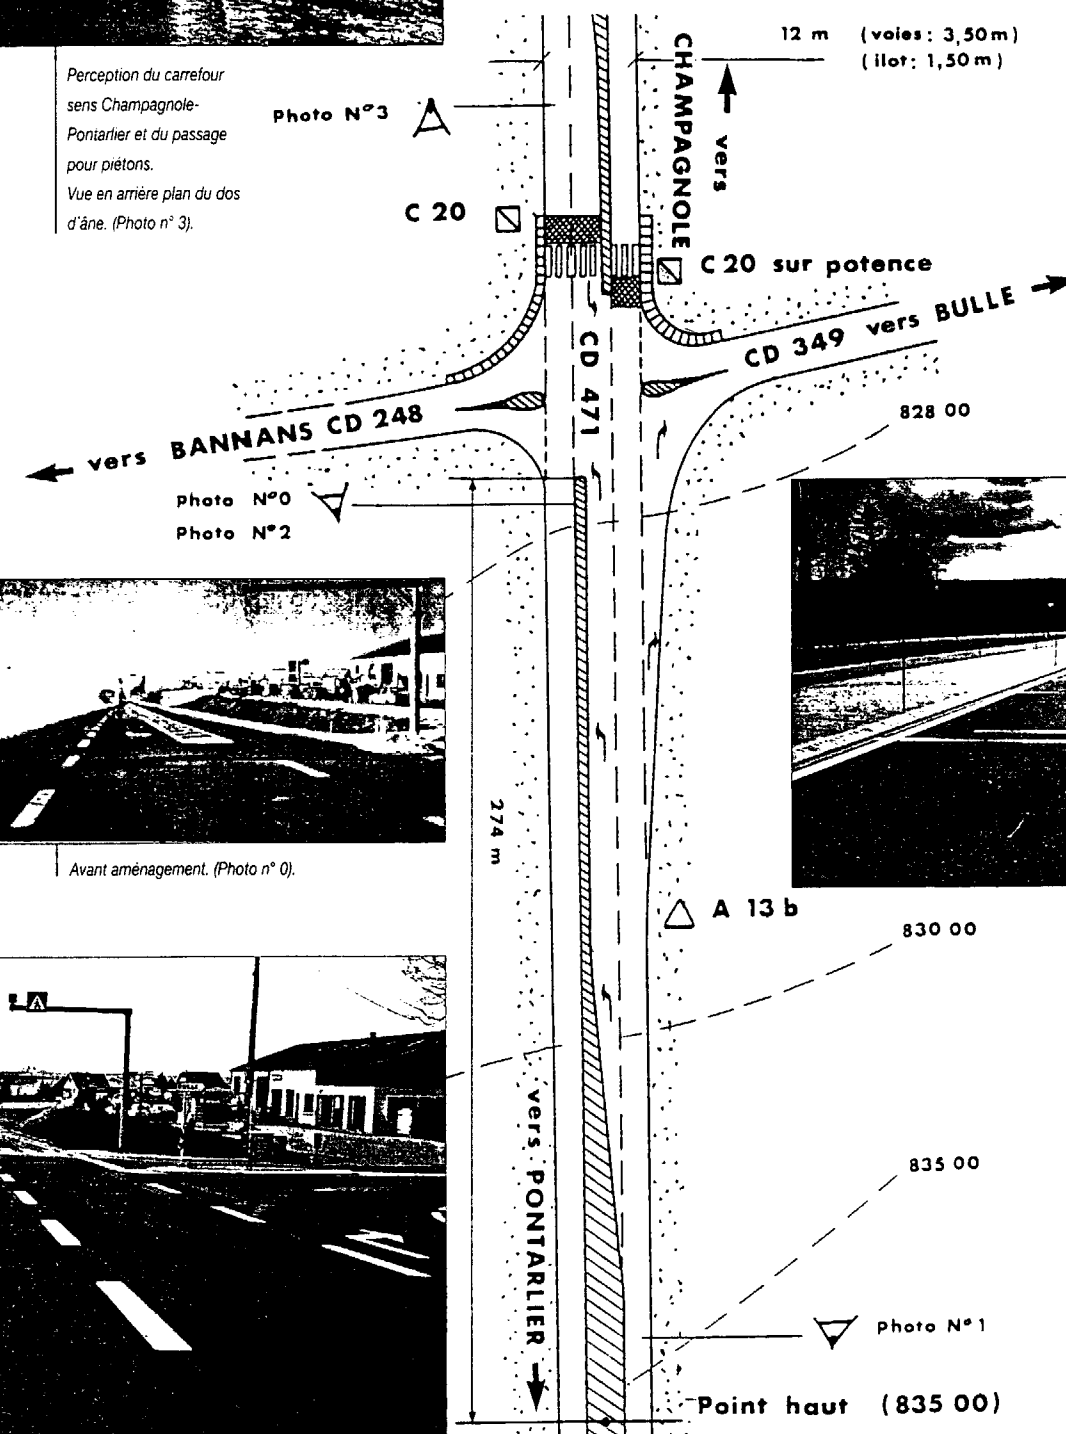 12 m (voies: 3,50m)
(ilot: 1,50m)
Perception du carrefour
sens Champagnole-
Pontarlier et du passage
pour piétons.
Vue en arrière plan du dos
d'âne. (Photo n° 3).
Photo N°3
vers CHAMPAGNOLE
C 20
C 20 sur potence
CD 349 vers BULLE
CD 471
vers BANNANS CD 248
828 00
Photo N°0
Photo N°2
274 m
Avant aménagement. (Photo n° 0).
A 13 b
830 00
vers PONTARLIER
835 00
Photo N°1
Point haut (835 00)